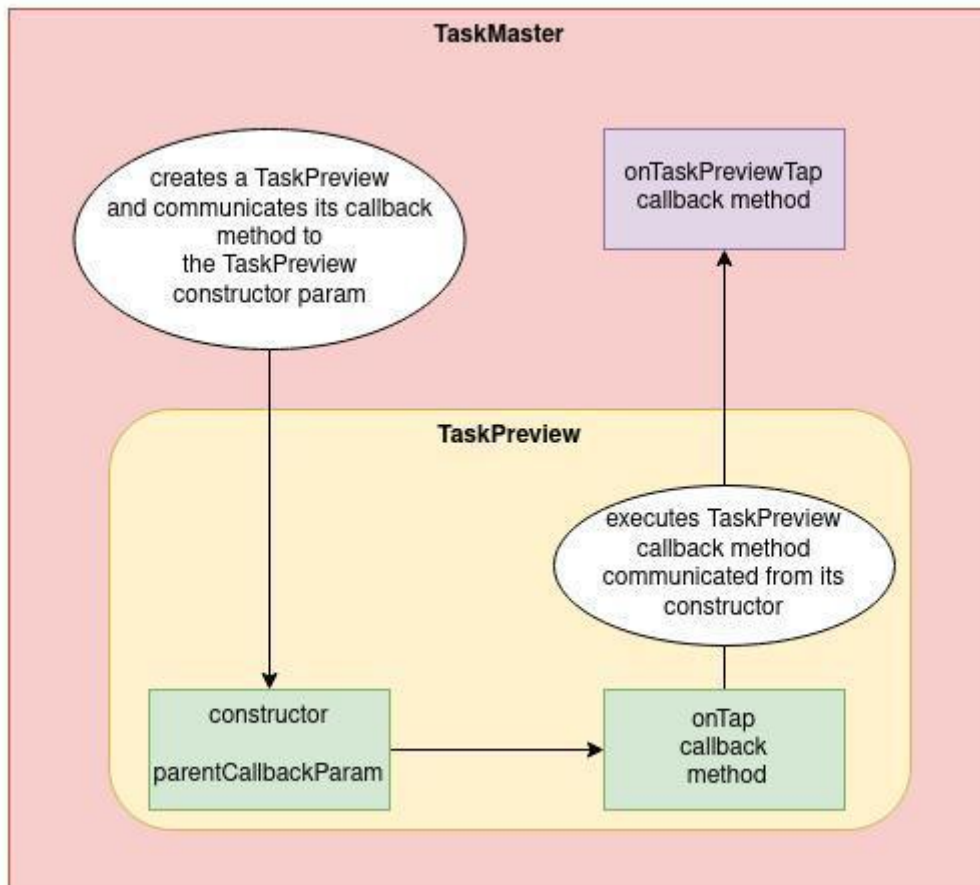 TaskMaster
creates a TaskPreview
and communicates its callback
method to
the TaskPreview
constructor param
onTaskPreviewTap
callback method
TaskPreview
executes TaskPreview
callback method
communicated from its
constructor
constructor
parentCallbackParam
onTap
callback
method